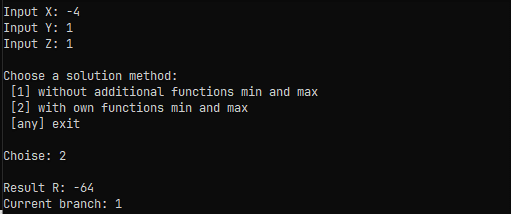 Input X: -4
Input Y: 1
Input Z: 1
Choose a solution method:
[1] without additional functions min and max
[2] with own functions min and max
[any] exit
Choise: 2
Result R: -64
Current branch: 1